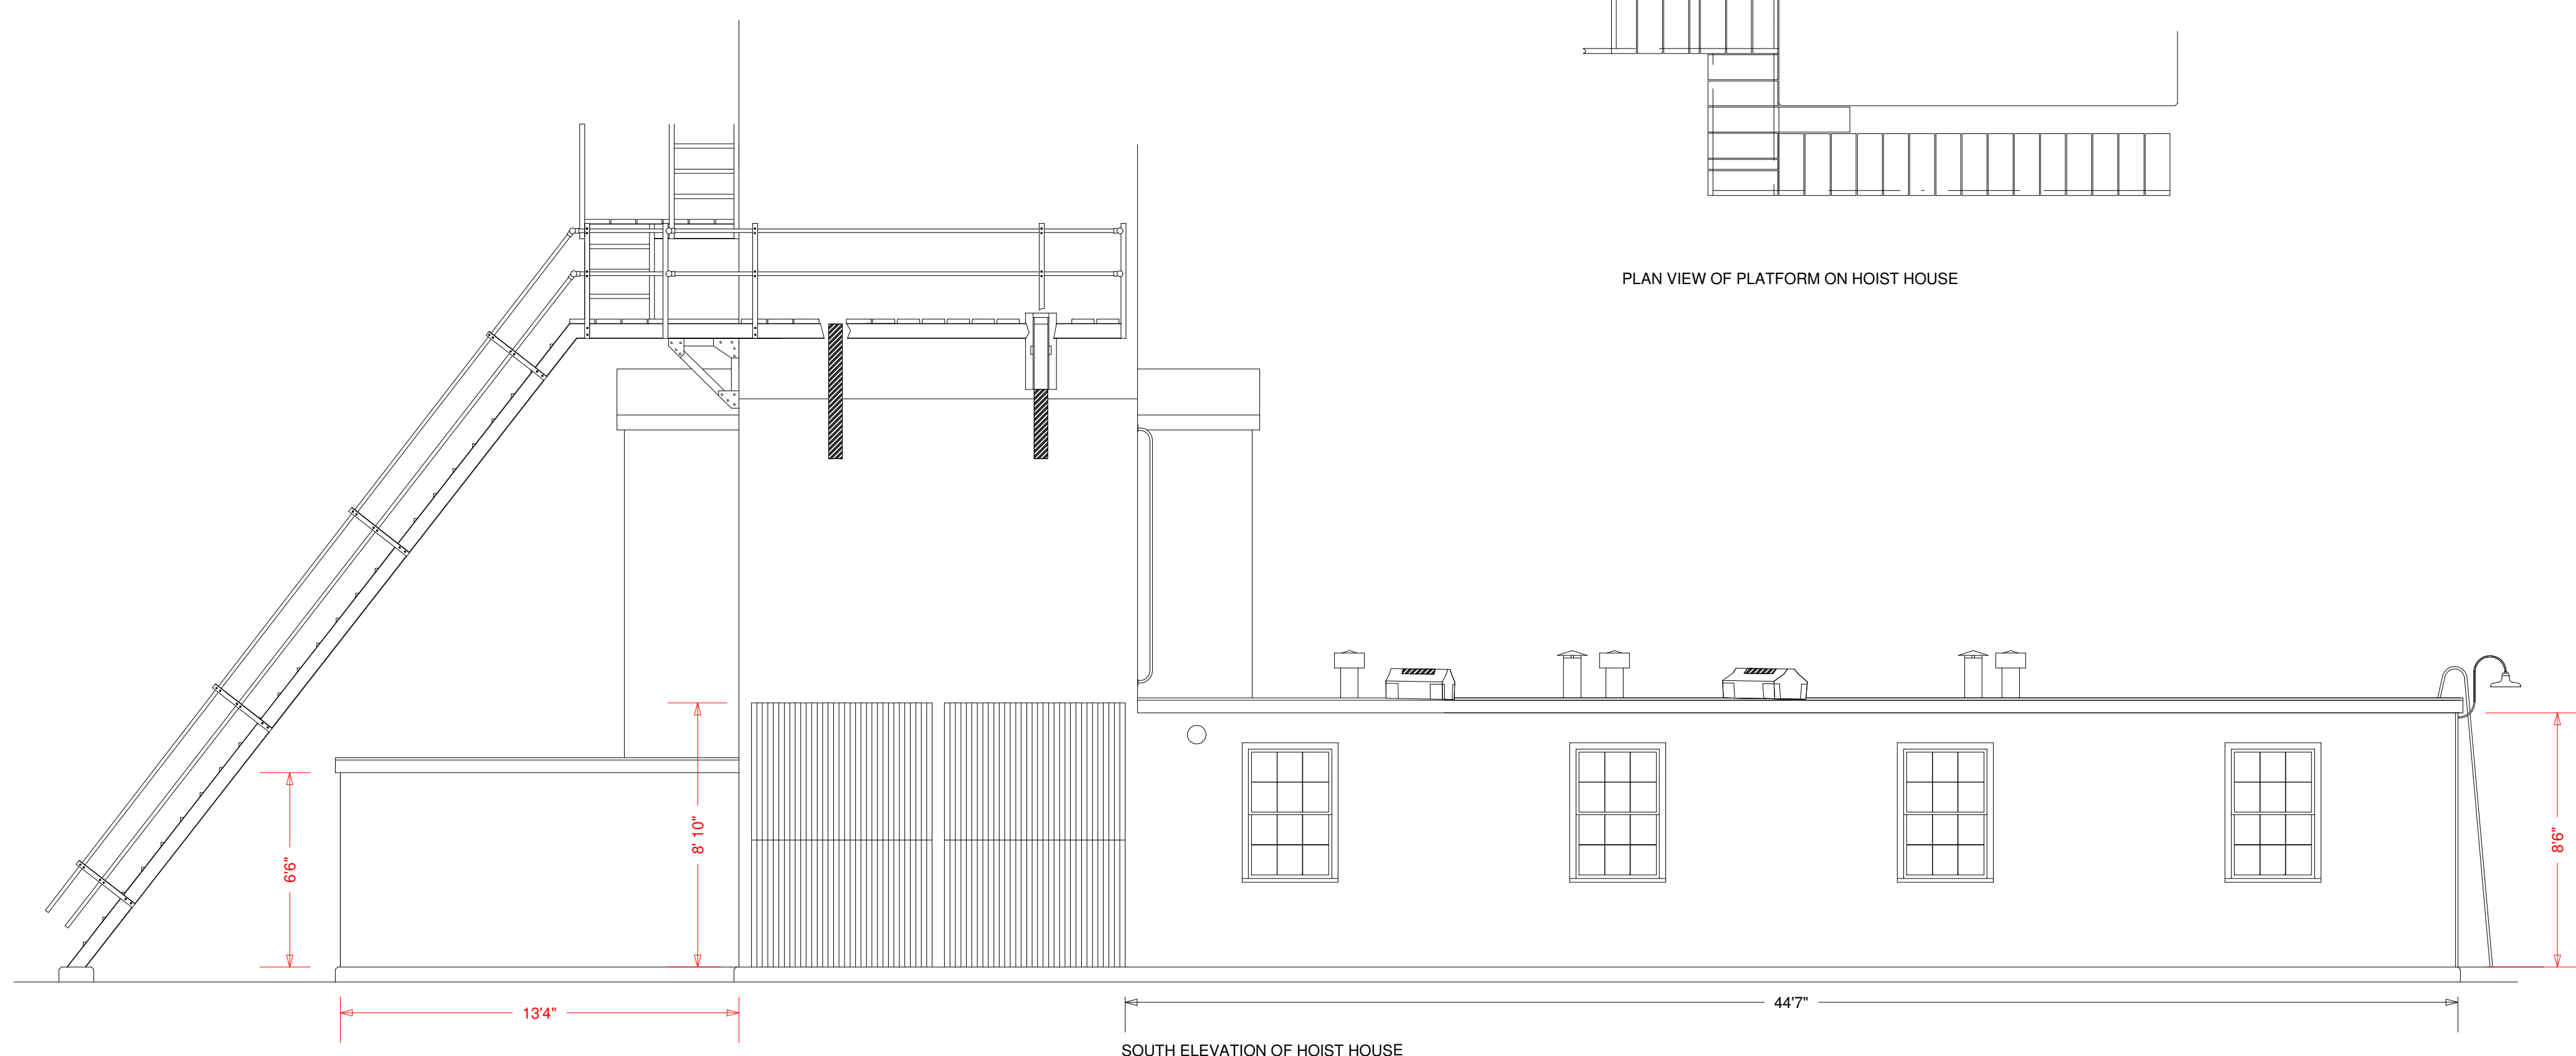 PLAN VIEW OF PLATFORM ON HOIST HOUSE
6'6"
8' 10"
8'6"
13'4"
44'7"
SOUTH ELEVATION OF HOIST HOUSE